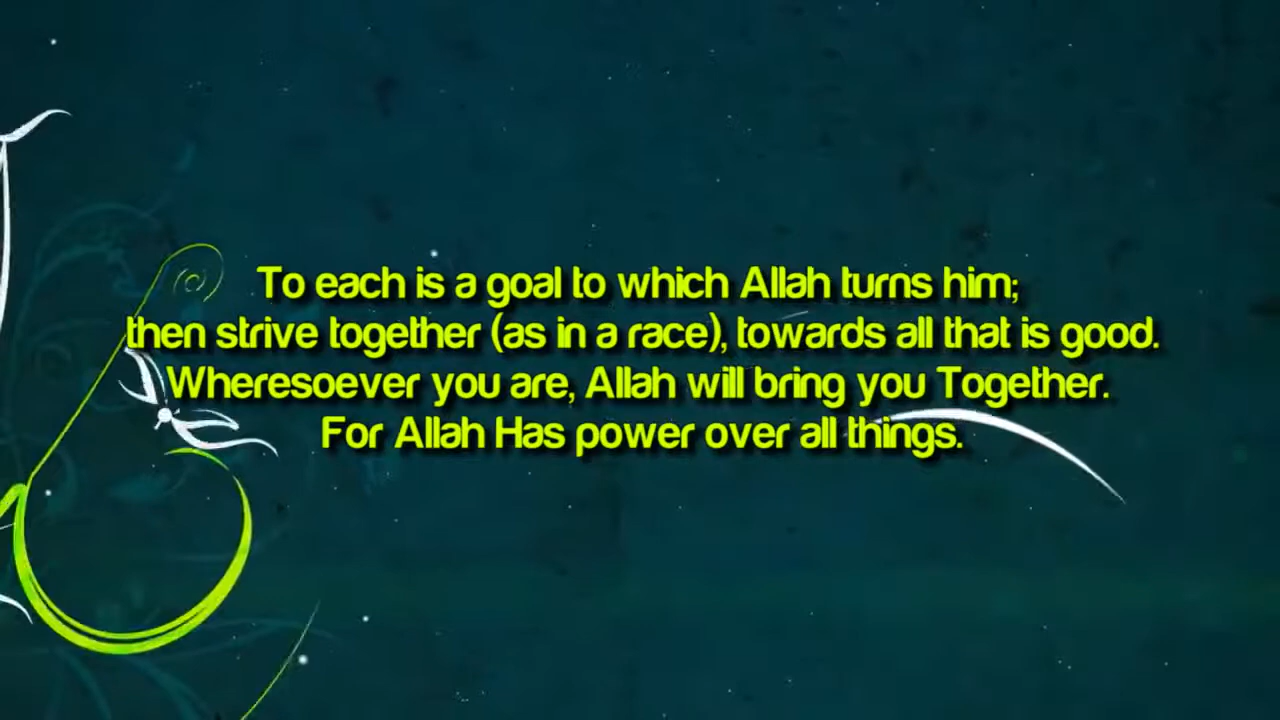 To each is a goal to which Allah turns him;
then strive together (as in a race), towards all that is good.
Wheresoever you are, Allah will bring you Together.
For Allah Has power over all things.